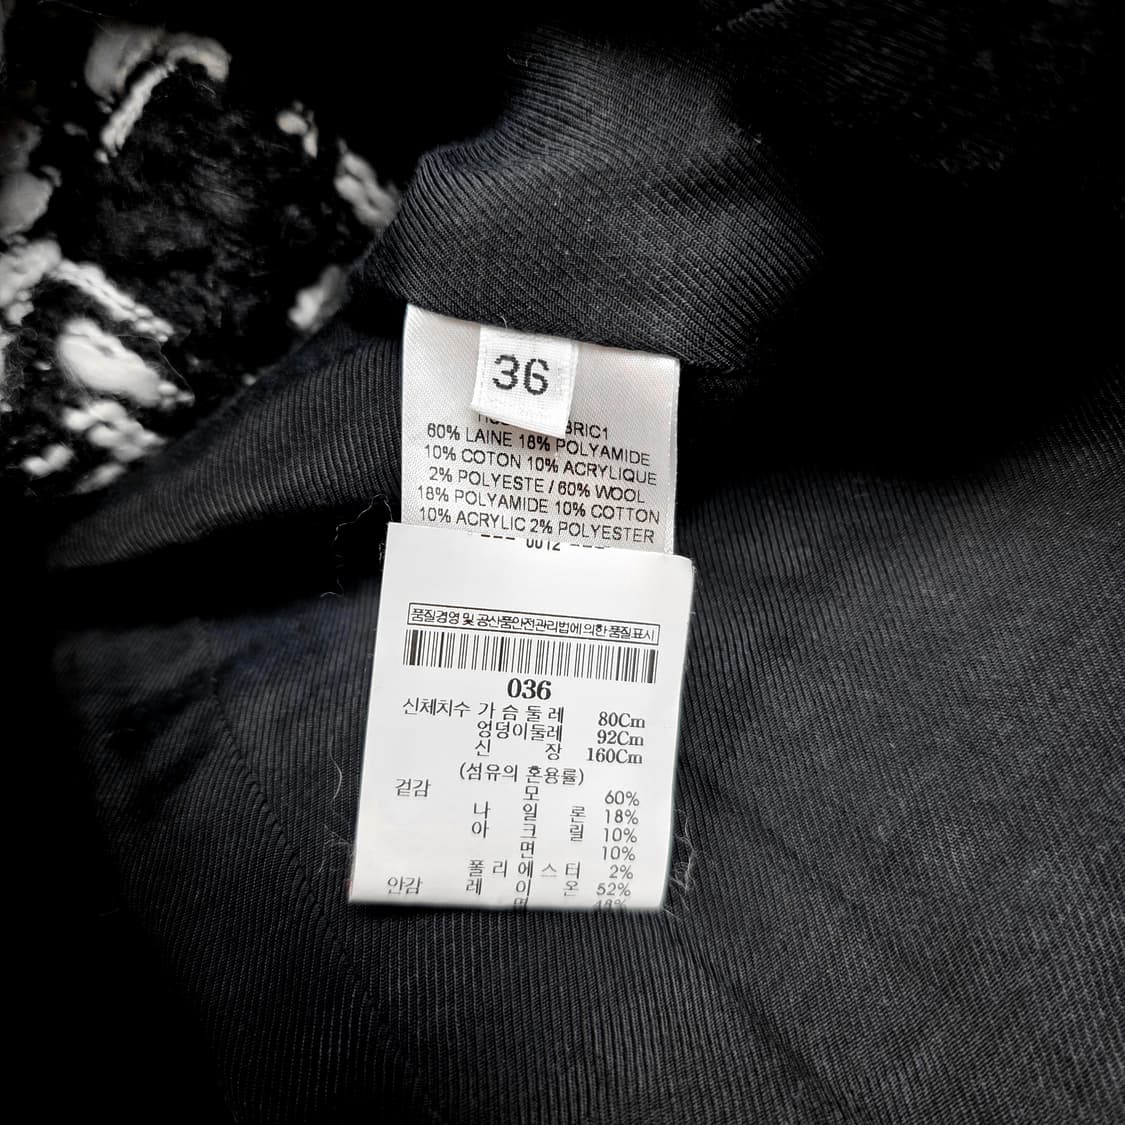 36
BRIC1
60% LAINE 18% POLYAMIDE
10% COTON 10% ACRYLIQUE
2% POLYESTE / 60% WOOL
18% POLYAMIDE 10% COTTON
10% ACRYLIC 2% POLYESTER
0012
품질경영 및 공산품안전관리법에 의한 품질표시
036
신체치수 가슴둘레 80Cm
엉덩이둘레 92Cm
신 장 160Cm
(섬유의 혼용률)
겉감 모 60%
나 일 론 18%
아 크 릴 10%
면 10%
폴리에스터 2%
안감 레 이 온 52%
면 48%